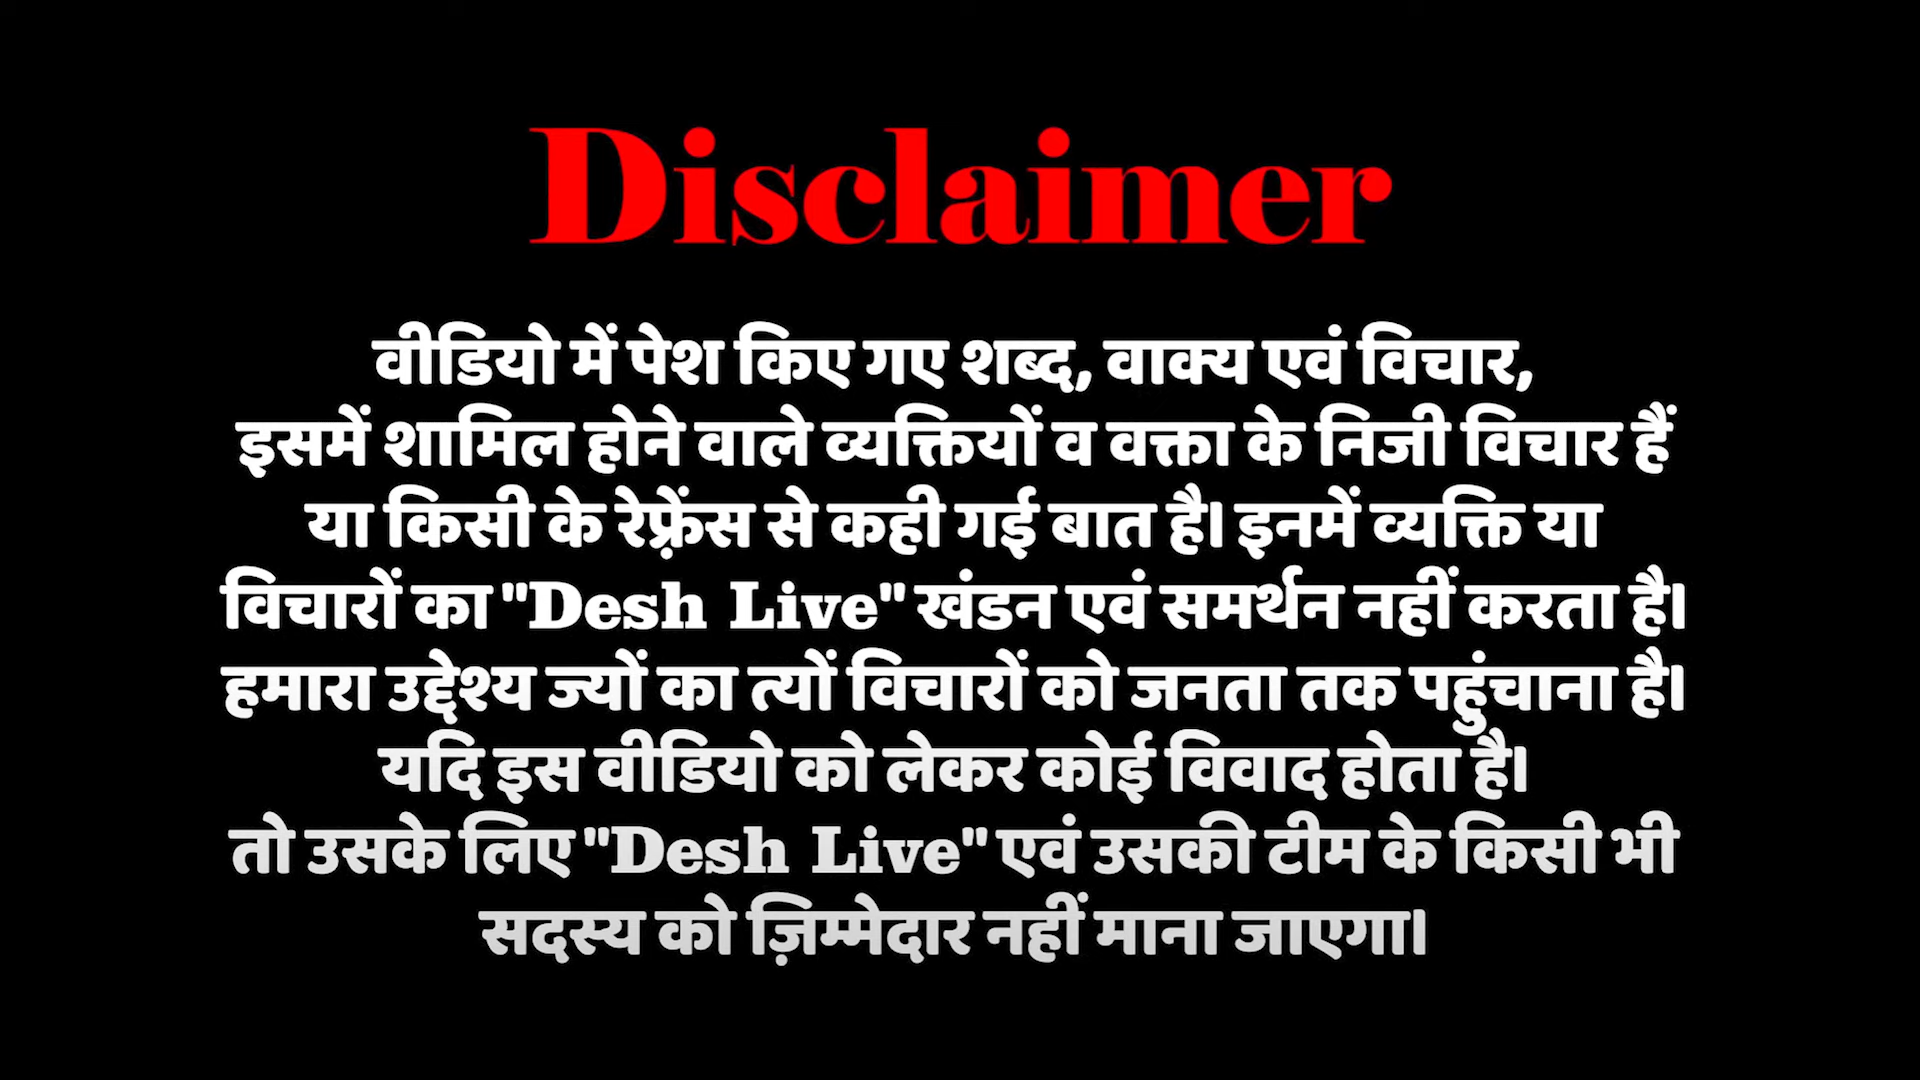 Disclaimer
वीडियो में पेश किए गए शब्द, वाक्य एवं विचार,
इसमें शामिल होने वाले व्यक्तियों व वक्ता के निजी विचार हैं
या किसी के रेफ़्रेंस से कही गई बात है। इनमें व्यक्ति या
विचारों का "Desh Live" खंडन एवं समर्थन नहीं करता है।
हमारा उद्देश्य ज्यों का त्यों विचारों को जनता तक पहुंचाना है।
यदि इस वीडियो को लेकर कोई विवाद होता है।
तो उसके लिए "Desh Live" एवं उसकी टीम के किसी भी
सदस्य को ज़िम्मेदार नहीं माना जाएगा।